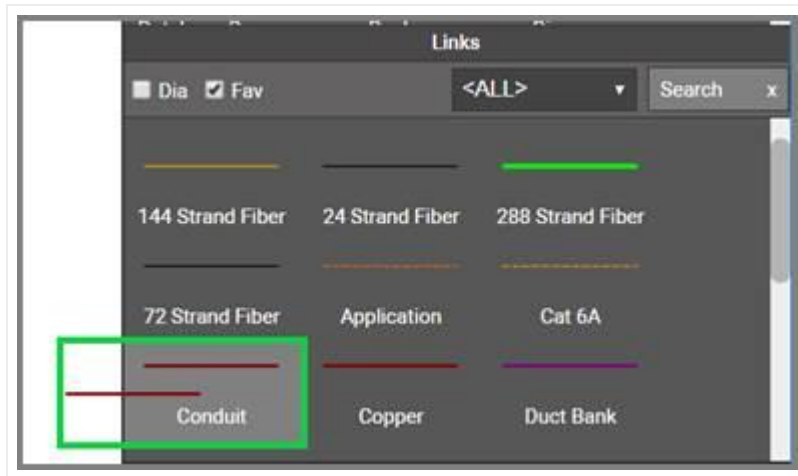 Links
Dia Fav <ALL> Search x
144 Strand Fiber 24 Strand Fiber 288 Strand Fiber
72 Strand Fiber Application Cat 6A
Conduit Copper Duct Bank